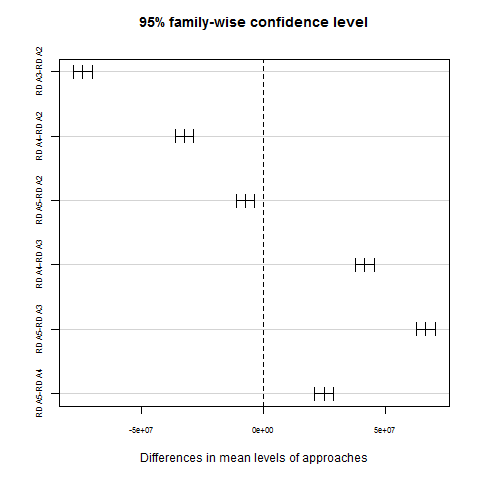 95% family-wise confidence level
RD A3-RD A2
RD A4-RD A2
RD A5-RD A2
RD A4-RD A3
RD A5-RD A3
RD A5-RD A4
-5e+07 0e+00 5e+07
Differences in mean levels of approaches